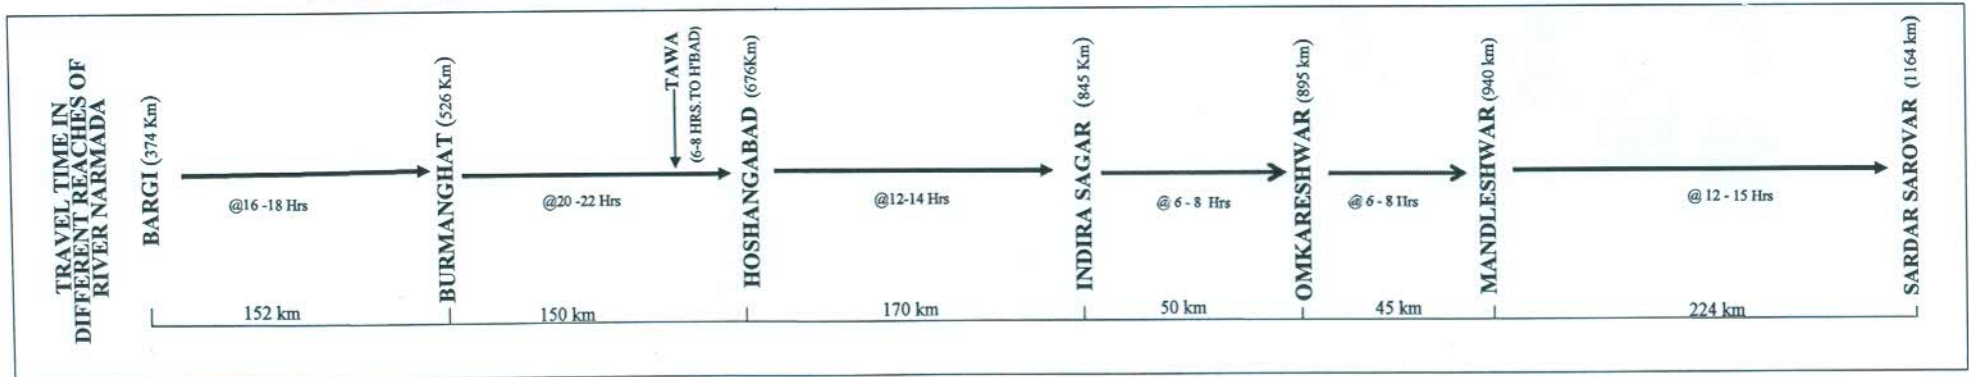 TRAVEL TIME IN
DIFFERENT REACHES OF
RIVER NARMADA
BARGI (374 Km)
@16 -18 Hrs
BURMANGHAT (526 Km)
@20 -22 Hrs
TAWA
(6-8 HRS.TO H'BAD)
HOSHANGABAD (676Km)
@12-14 Hrs
INDIRA SAGAR (845 Km)
@ 6 - 8 Hrs
OMKARESHWAR (895 km)
@ 6 - 8 Hrs
MANDLESHWAR (940 km)
@ 12 - 15 Hrs
SARDAR SAROVAR (1164 km)
152 km
150 km
170 km
50 km
45 km
224 km